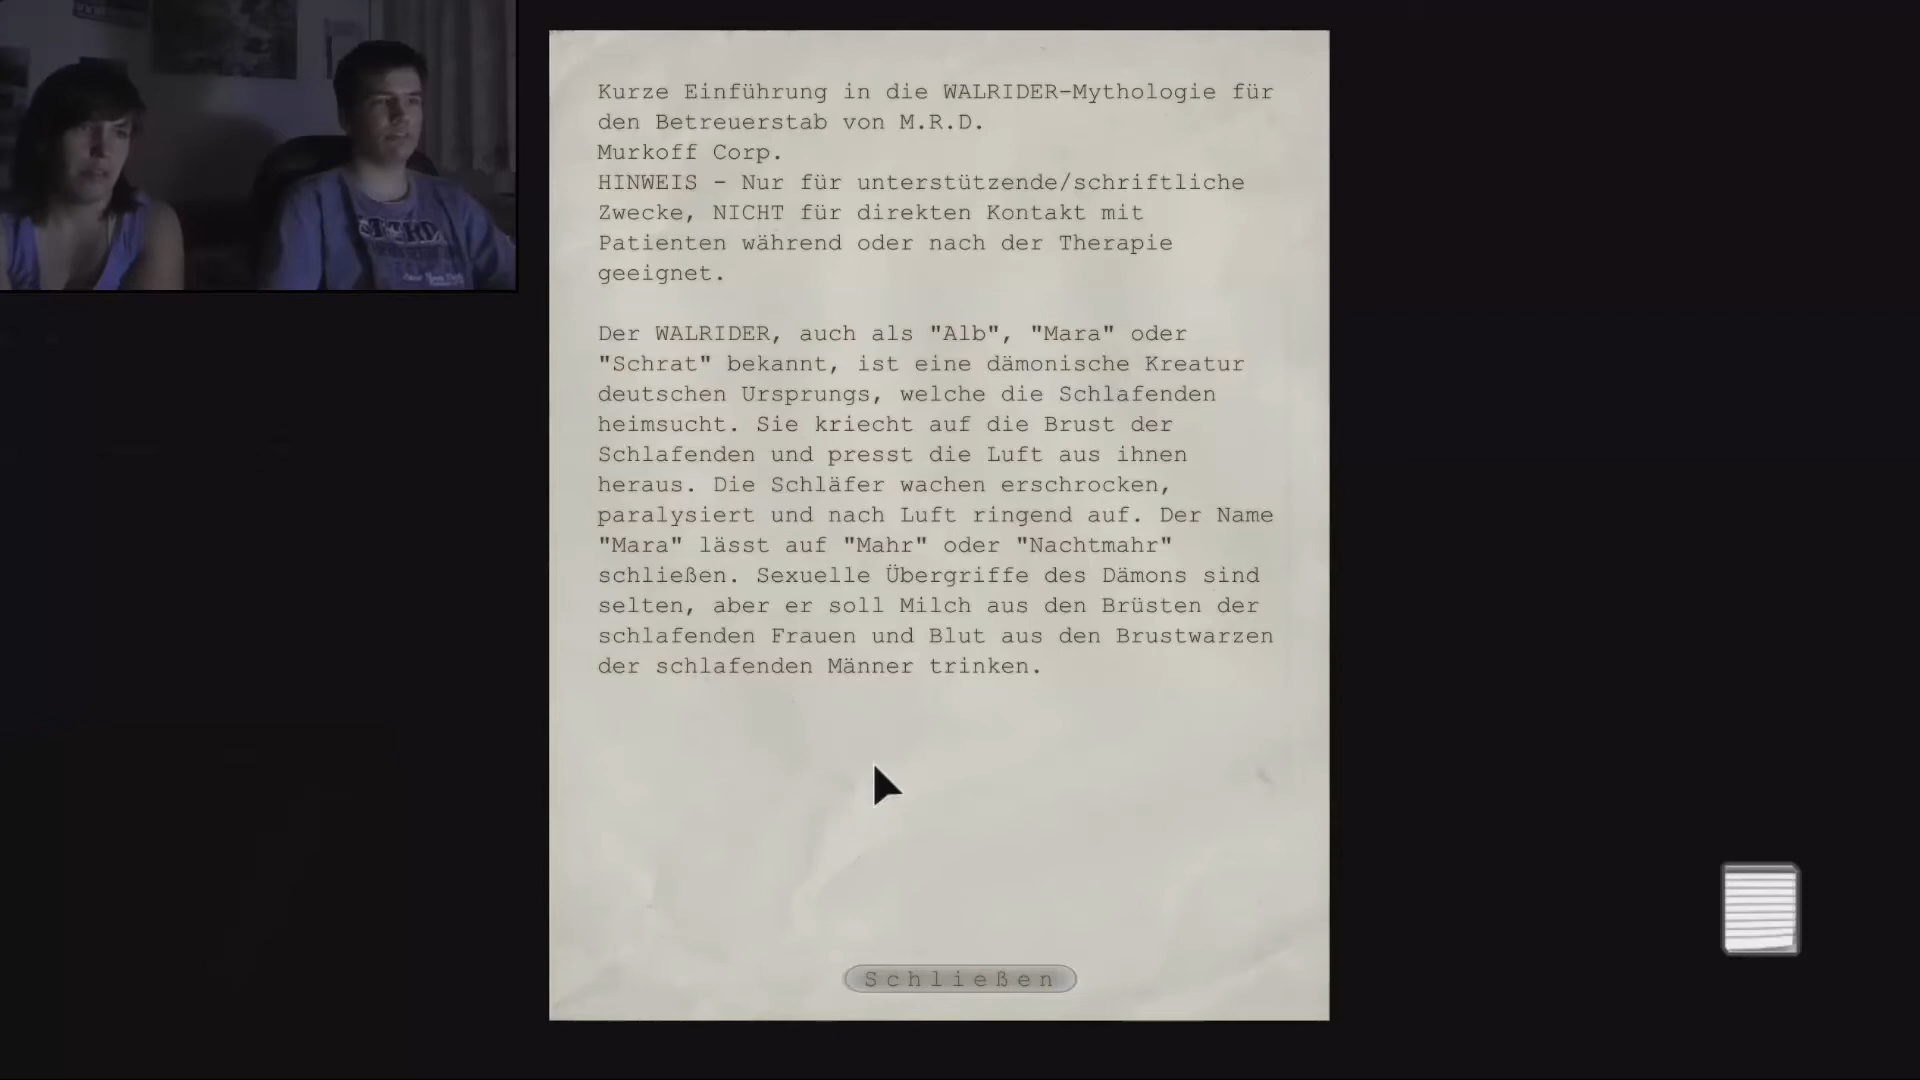 Kurze Einführung in die WALRIDER-Mythologie für
den Betreuerstab von M.R.D.
Murkoff Corp.
HINWEIS - Nur für unterstützende/schriftliche
Zwecke, NICHT für direkten Kontakt mit
Patienten während oder nach der Therapie
geeignet.
Der WALRIDER, auch als "Alb", "Mara" oder
"Schrat" bekannt, ist eine dämonische Kreatur
deutschen Ursprungs, welche die Schlafenden
heimsucht. Sie kriecht auf die Brust der
Schlafenden und presst die Luft aus ihnen
heraus. Die Schläfer wachen erschrocken,
paralysiert und nach Luft ringend auf. Der Name
"Mara" lässt auf "Mahr" oder "Nachtmahr"
schließen. Sexuelle Übergriffe des Dämons sind
selten, aber er soll Milch aus den Brüsten der
schlafenden Frauen und Blut aus den Brustwarzen
der schlafenden Männer trinken.
Schließen